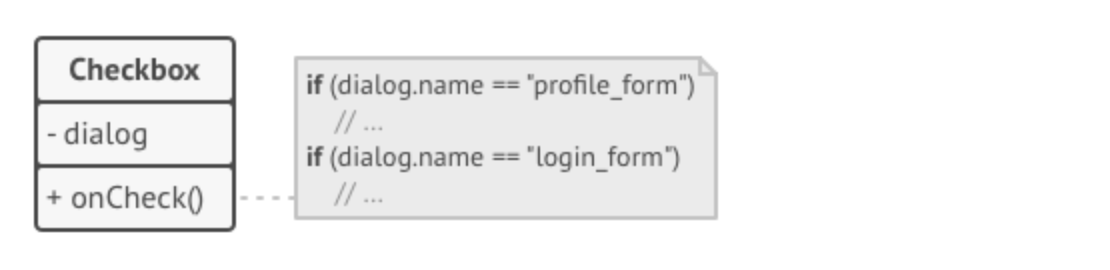 Checkbox
- dialog
+ onCheck()
if (dialog.name == "profile_form")
// ...
if (dialog.name == "login_form")
// ...